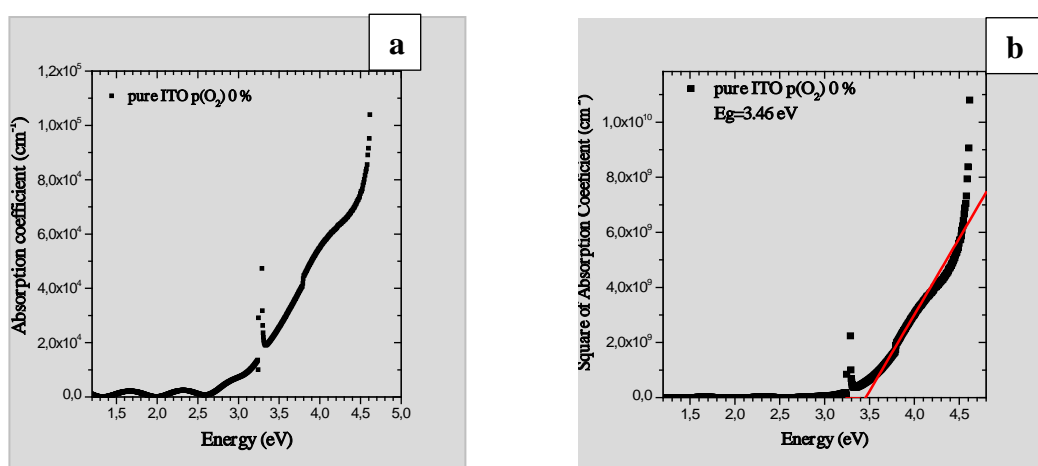 a
1,2x10⁵
1,0x10⁵
8,0x10⁴
6,0x10⁴
4,0x10⁴
2,0x10⁴
0,0
pure ITO p(O₂) 0 %
Absorption coefficient (cm⁻¹)
1,5 2,0 2,5 3,0 3,5 4,0 4,5 5,0
Energy (eV)
b
1,0x10¹⁰
8,0x10⁹
6,0x10⁹
4,0x10⁹
2,0x10⁹
0,0
pure ITO p(O₂) 0 %
Eg=3.46 eV
Square of Absorption Coeeticient
1,5 2,0 2,5 3,0 3,5 4,0 4,5
Energy (eV)